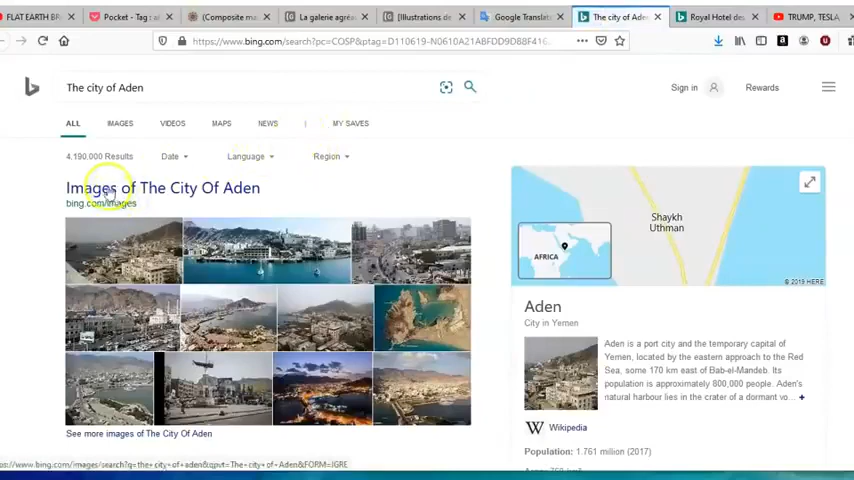 FLAT EARTH
Pocket - Tag :
(Composite ma
La galerie agréa
[Illustrations de
Google Translat
The city of Aden
Royal Hotel des
TRUMP, TESLA
https://www.bing.com/search?pc=COSP&ptag=D110619-N0610A21ABFDD9D88F416
The city of Aden
Sign in
Rewards
ALL
IMAGES
VIDEOS
MAPS
NEWS
MY SAVES
4,190,000 Results
Date
Language
Region
Images of The City Of Aden
bing.com/images
See more images of The City Of Aden
Shaykh
Uthman
AFRICA
© 2019 HERE
Aden
City in Yemen
Aden is a port city and the temporary capital of
Yemen, located by the eastern approach to the Red
Sea, some 170 km east of Bab-el-Mandeb. Its
population is approximately 800,000 people. Aden's
natural harbour lies in the crater of a dormant vo...
W Wikipedia
Population: 1.761 million (2017)
ps://www.bing.com/images/search?q=the+city+of+aden&qpvt=The+city+of+Aden&FORM=IGRE